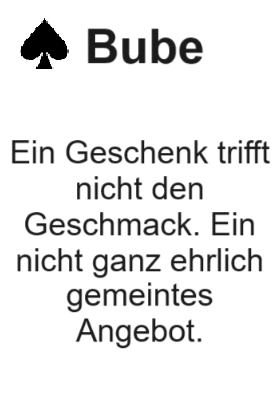 ♠ Bube
Ein Geschenk trifft
nicht den
Geschmack. Ein
nicht ganz ehrlich
gemeintes
Angebot.